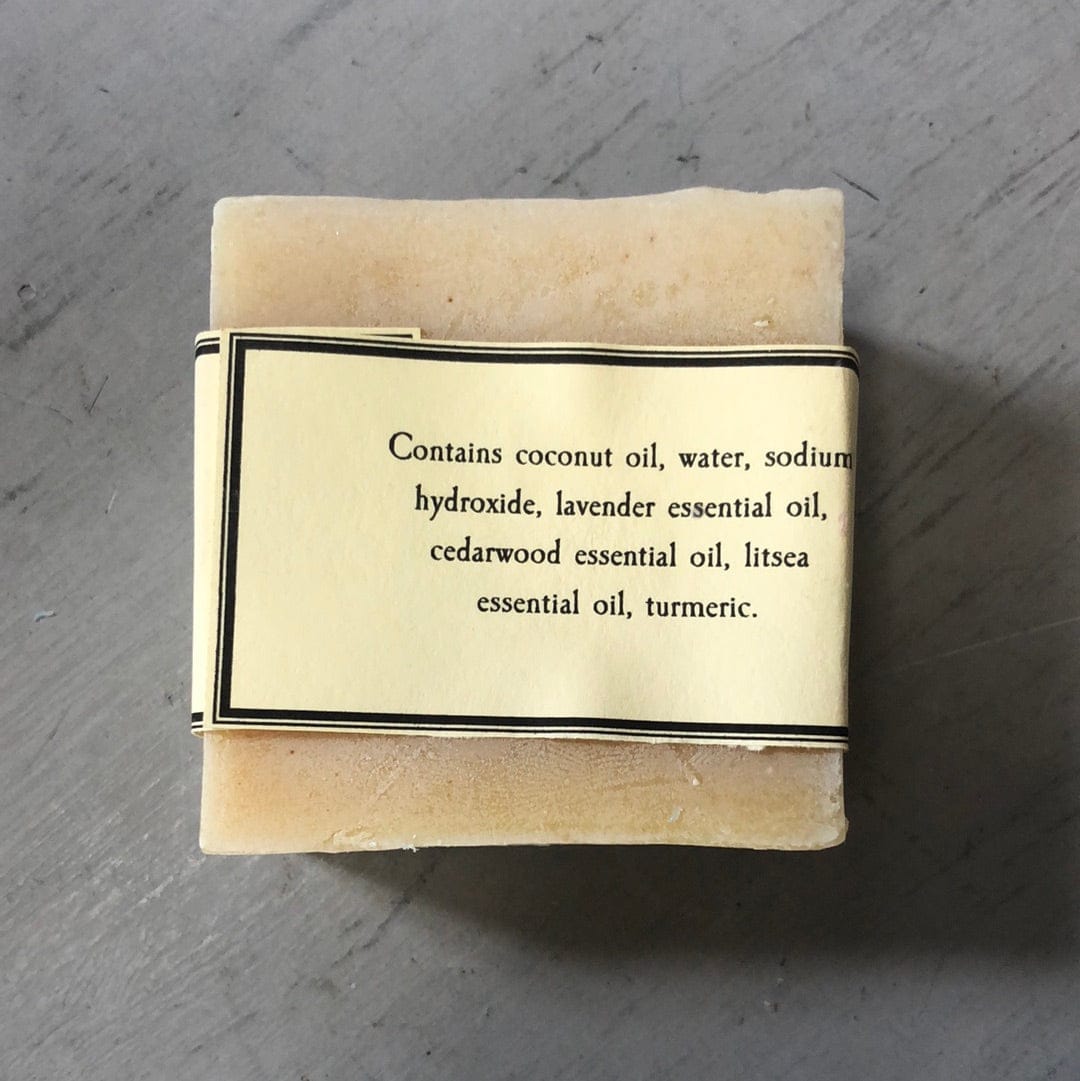 Contains coconut oil, water, sodium
hydroxide, lavender essential oil,
cedarwood essential oil, litsea
essential oil, turmeric.